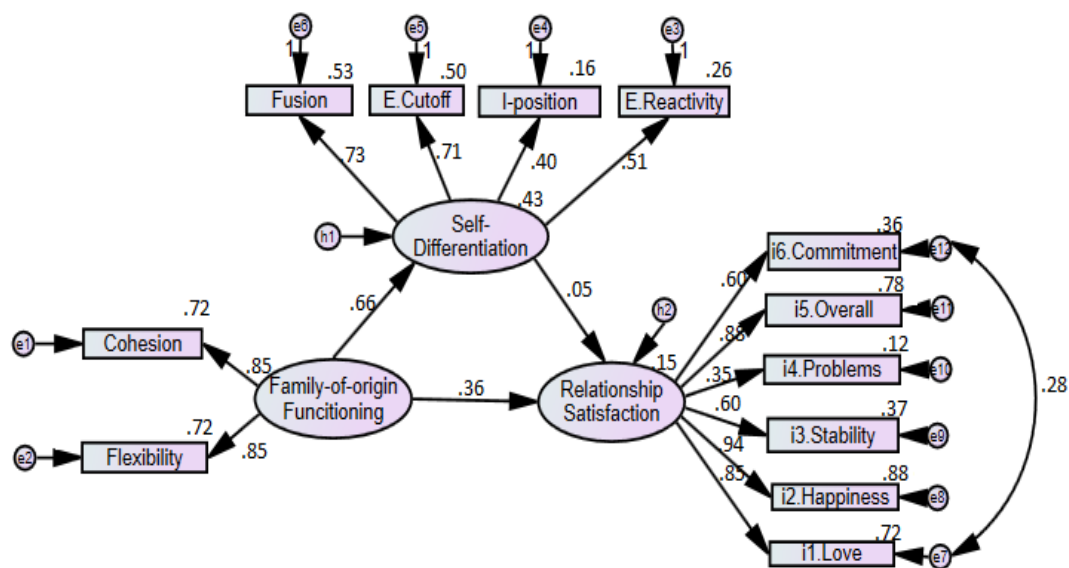 e6 e5 e4 e3
1 1 1 1
.53 .50 .16 .26
Fusion E.Cutoff I-position E.Reactivity
.73 .71 .40 .51
.43
h1
Self-
Differentiation
.36
i6.Commitment e12
.60
.05
.66
.78
i5.Overall e11
.88
h2
.72
.12
Cohesion
e1
.85
.15
.35
i4.Problems e10
Family-of-origin
Funcitioning
.36
Relationship
Satisfaction
.28
.60
.37
i3.Stability e9
.72
.85
Flexibility
e2
.94
.88
i2.Happiness e8
.85
.72
i1.Love e7